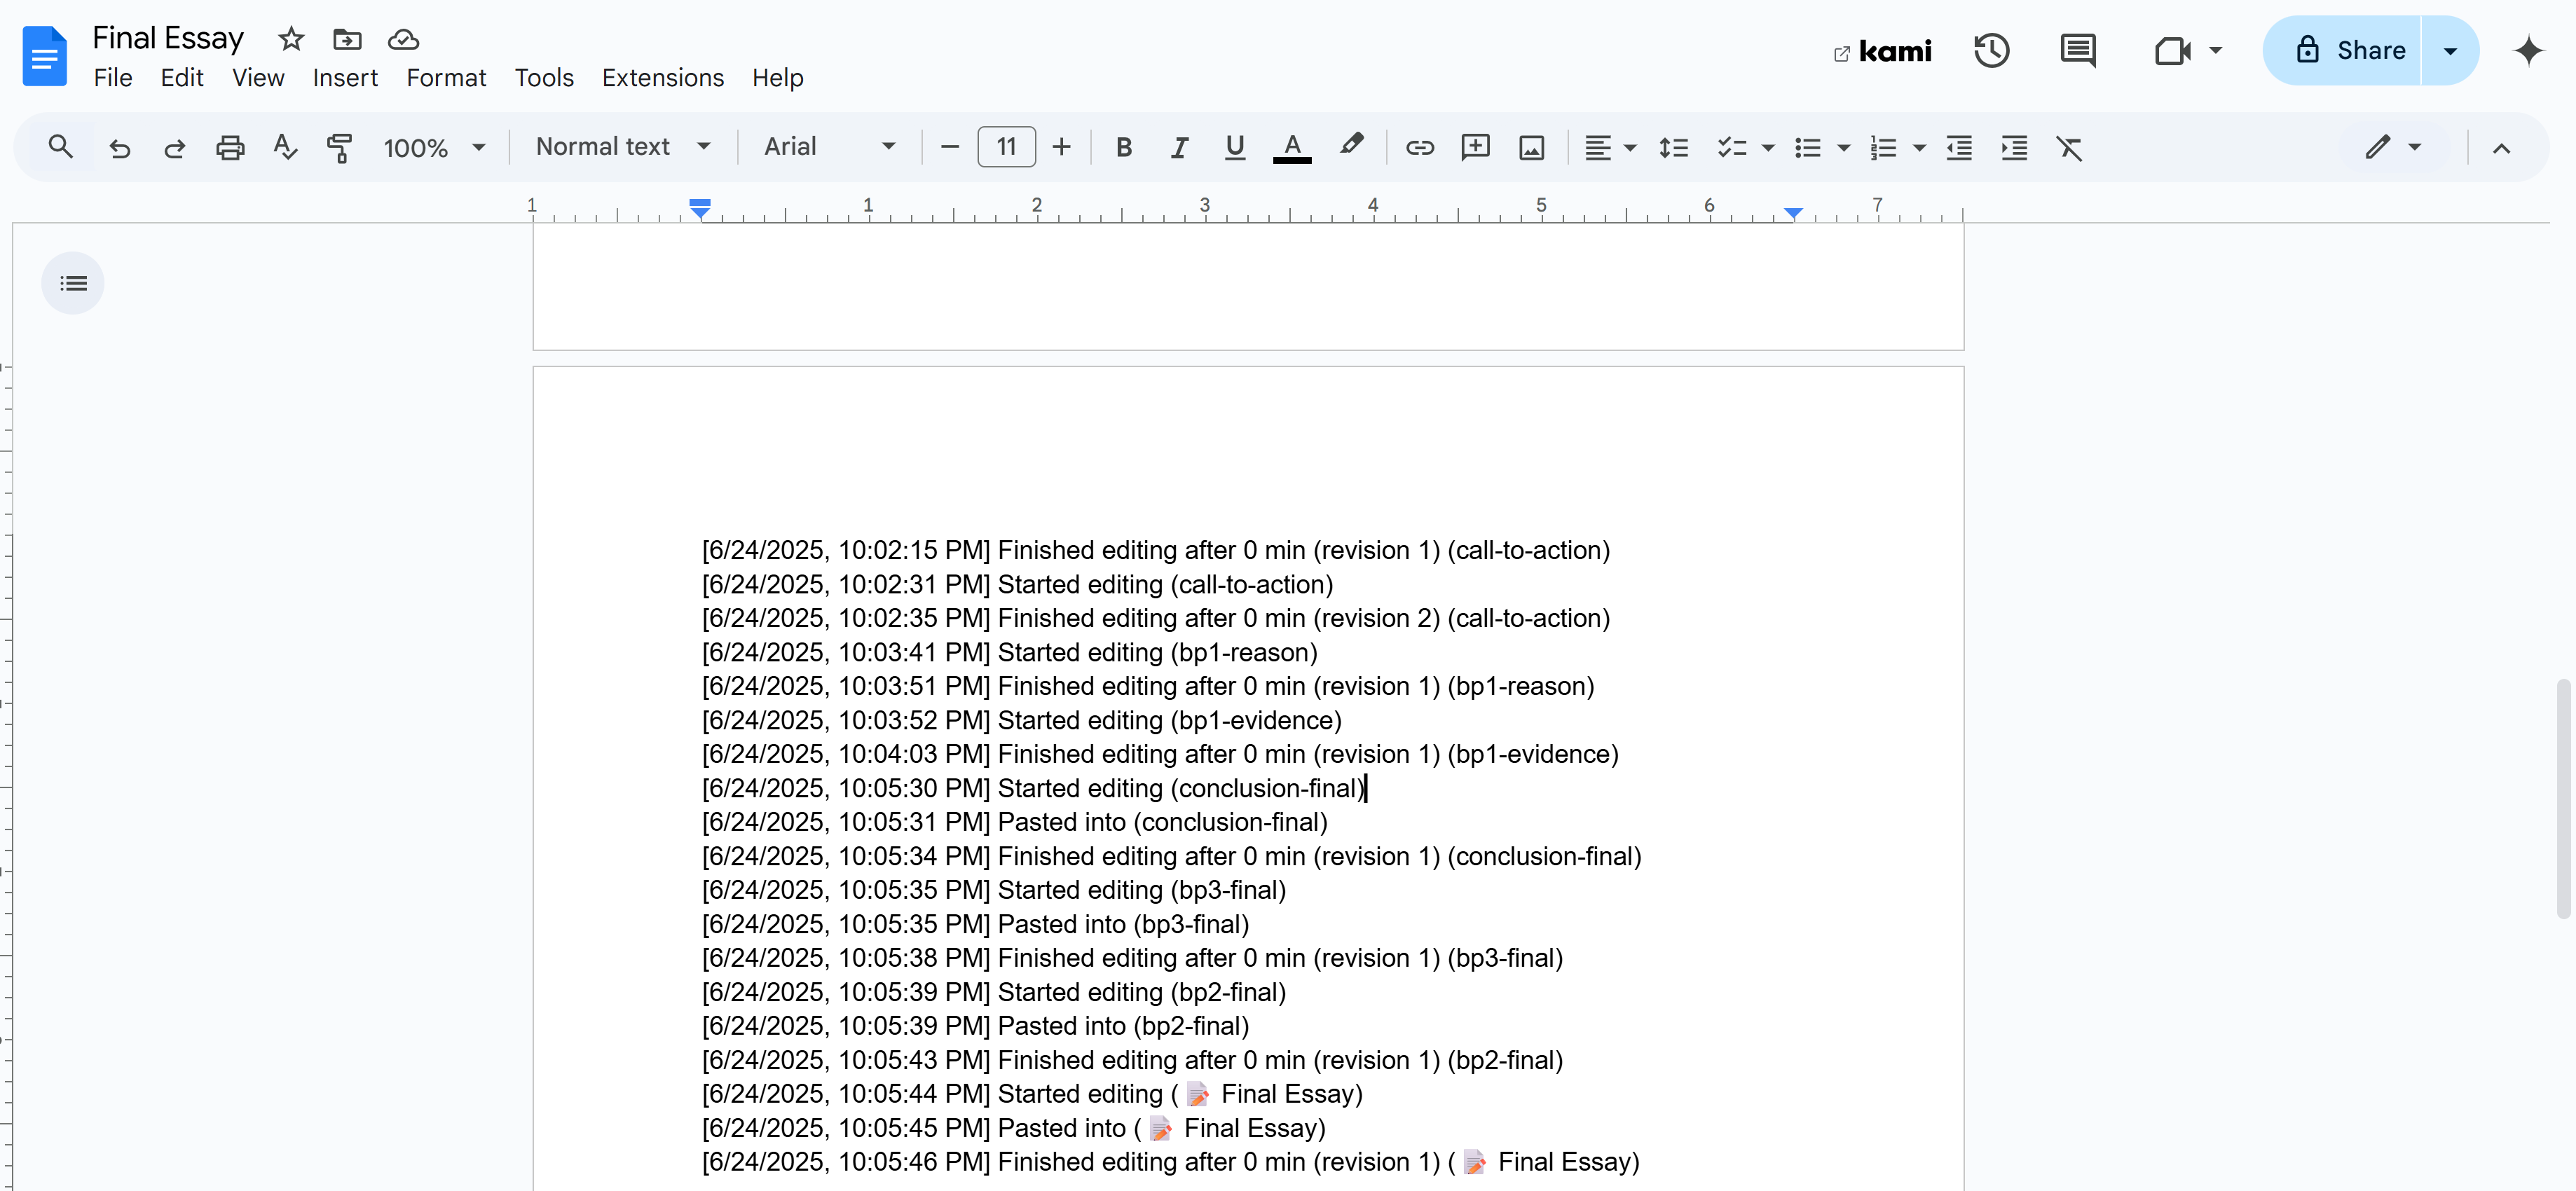 Final Essay
kami
Share
File Edit View Insert Format Tools Extensions Help
100% Normal text Arial 11 B I U A
1 1 2 3 4 5 6 7
[6/24/2025, 10:02:15 PM] Finished editing after 0 min (revision 1) (call-to-action)
[6/24/2025, 10:02:31 PM] Started editing (call-to-action)
[6/24/2025, 10:02:35 PM] Finished editing after 0 min (revision 2) (call-to-action)
[6/24/2025, 10:03:41 PM] Started editing (bp1-reason)
[6/24/2025, 10:03:51 PM] Finished editing after 0 min (revision 1) (bp1-reason)
[6/24/2025, 10:03:52 PM] Started editing (bp1-evidence)
[6/24/2025, 10:04:03 PM] Finished editing after 0 min (revision 1) (bp1-evidence)
[6/24/2025, 10:05:30 PM] Started editing (conclusion-final)
[6/24/2025, 10:05:31 PM] Pasted into (conclusion-final)
[6/24/2025, 10:05:34 PM] Finished editing after 0 min (revision 1) (conclusion-final)
[6/24/2025, 10:05:35 PM] Started editing (bp3-final)
[6/24/2025, 10:05:35 PM] Pasted into (bp3-final)
[6/24/2025, 10:05:38 PM] Finished editing after 0 min (revision 1) (bp3-final)
[6/24/2025, 10:05:39 PM] Started editing (bp2-final)
[6/24/2025, 10:05:39 PM] Pasted into (bp2-final)
[6/24/2025, 10:05:43 PM] Finished editing after 0 min (revision 1) (bp2-final)
[6/24/2025, 10:05:44 PM] Started editing ( 📝 Final Essay)
[6/24/2025, 10:05:45 PM] Pasted into ( 📝 Final Essay)
[6/24/2025, 10:05:46 PM] Finished editing after 0 min (revision 1) ( 📝 Final Essay)